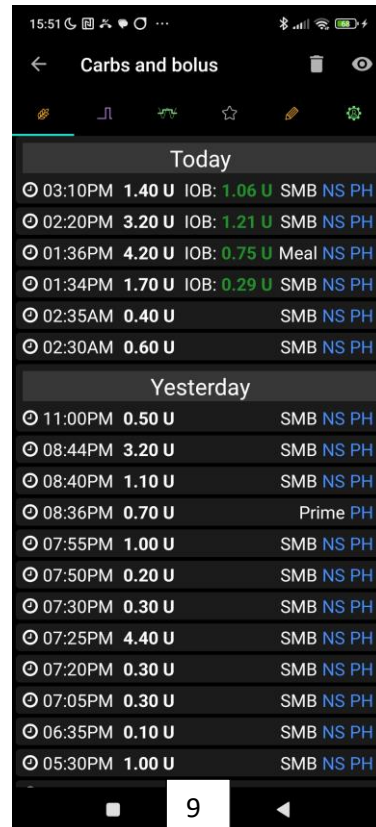 15:51 ... 68
Carbs and bolus
Today
03:10PM 1.40 U IOB: 1.06 U SMB NS PH
02:20PM 3.20 U IOB: 1.21 U SMB NS PH
01:36PM 4.20 U IOB: 0.75 U Meal NS PH
01:34PM 1.70 U IOB: 0.29 U SMB NS PH
02:35AM 0.40 U SMB NS PH
02:30AM 0.60 U SMB NS PH
Yesterday
11:00PM 0.50 U SMB NS PH
08:44PM 3.20 U SMB NS PH
08:40PM 1.10 U SMB NS PH
08:36PM 0.70 U Prime PH
07:55PM 1.00 U SMB NS PH
07:50PM 0.20 U SMB NS PH
07:30PM 0.30 U SMB NS PH
07:25PM 4.40 U SMB NS PH
07:20PM 0.30 U SMB NS PH
07:05PM 0.30 U SMB NS PH
06:35PM 0.10 U SMB NS PH
05:30PM 1.00 U SMB NS PH
9